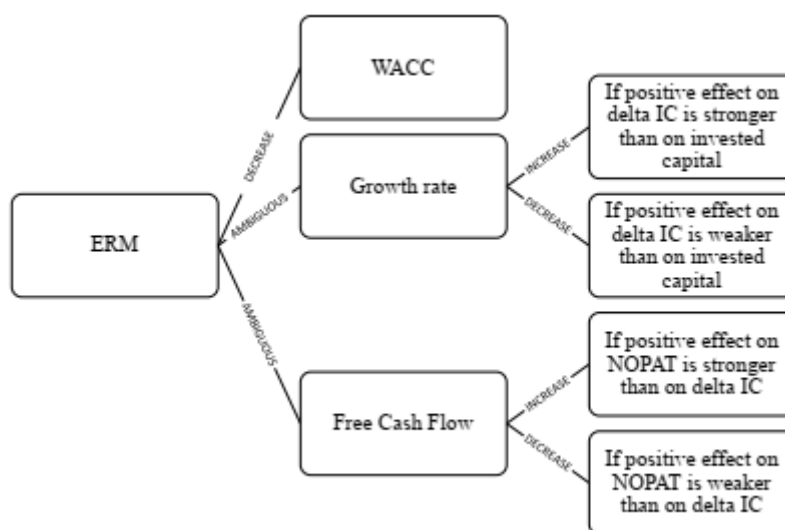 WACC
DECREASE
If positive effect on
delta IC is stronger
than on invested
capital
INCREASE
Growth rate
AMBIGUOUS
DECREASE
If positive effect on
delta IC is weaker
than on invested
capital
ERM
AMBIGUOUS
If positive effect on
NOPAT is stronger
than on delta IC
INCREASE
Free Cash Flow
DECREASE
If positive effect on
NOPAT is weaker
than on delta IC